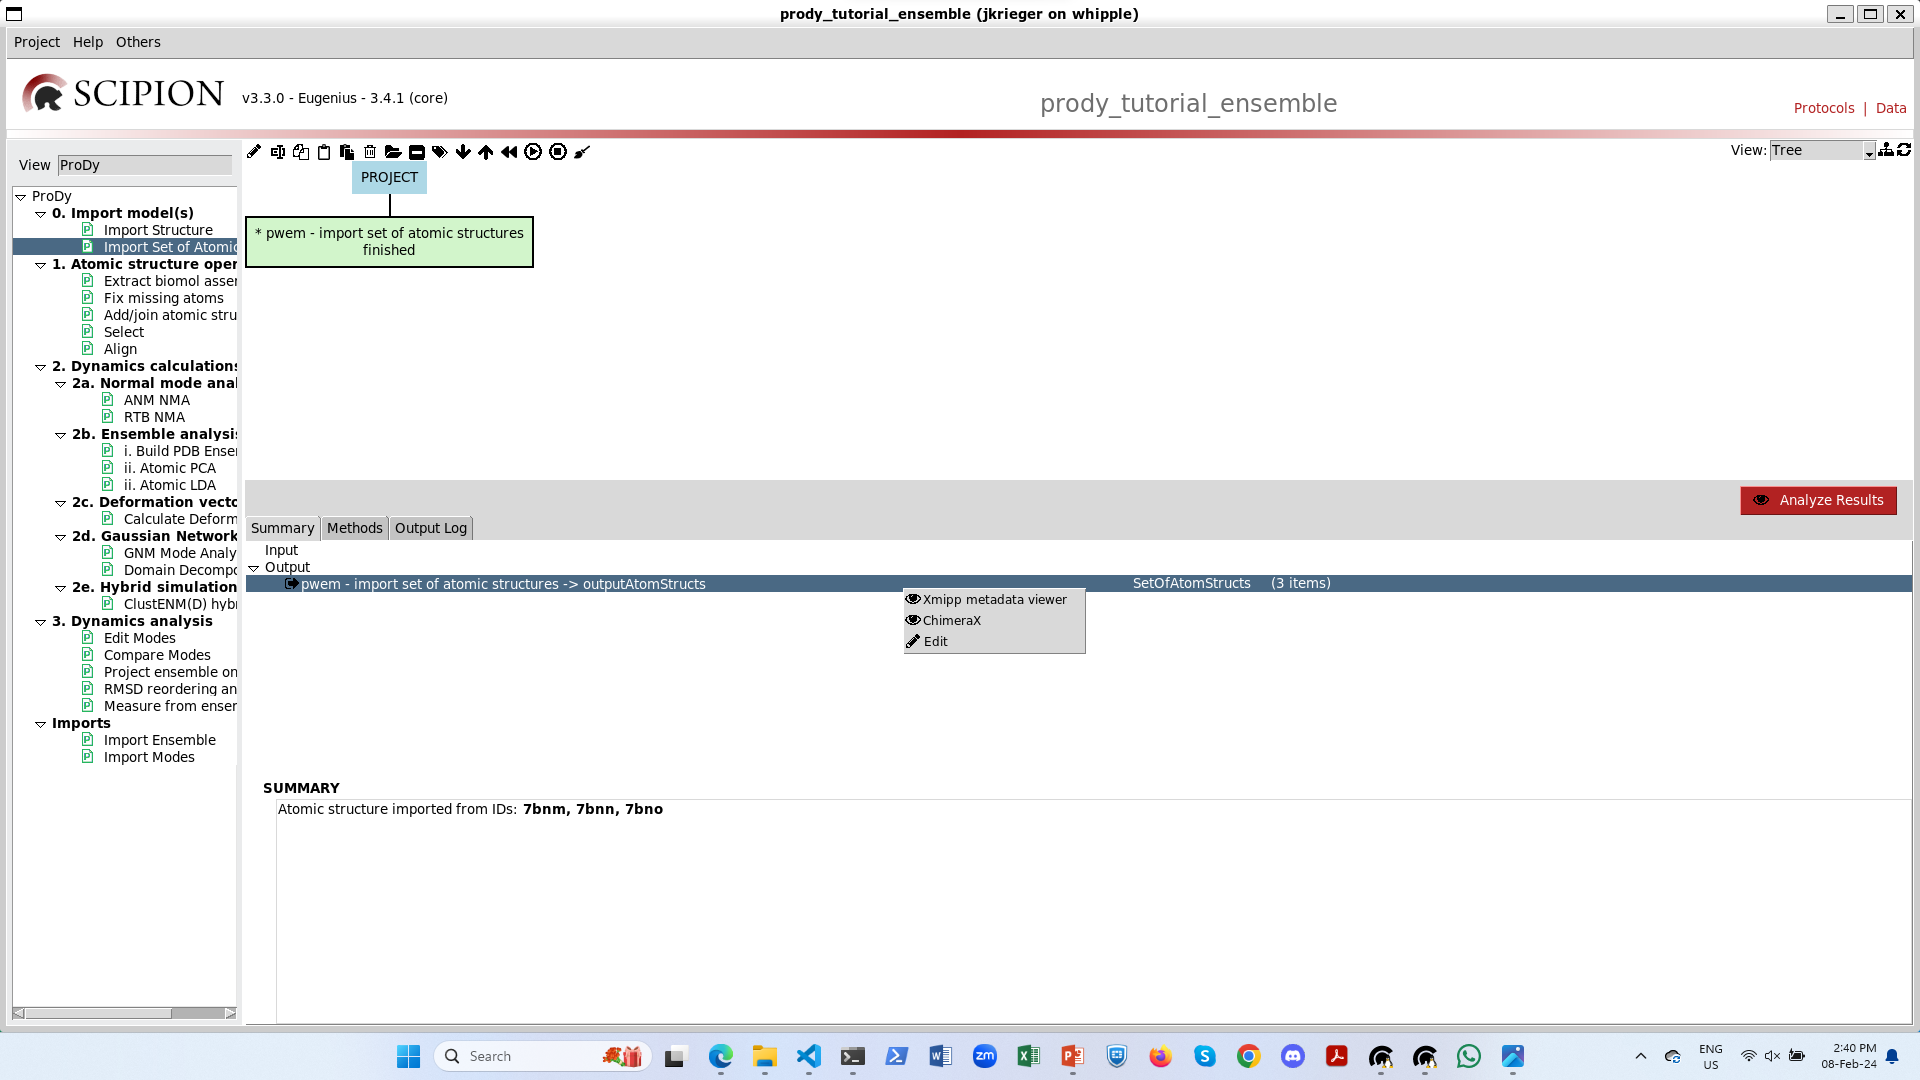 prody_tutorial_ensemble (jkrieger on whipple)
Project Help Others
SCIPION v3.3.0 - Eugenius - 3.4.1 (core)
prody_tutorial_ensemble
Protocols | Data
View ProDy
View: Tree
ProDy
0. Import model(s)
Import Structure
Import Set of Atomic
1. Atomic structure oper
Extract biomol asser
Fix missing atoms
Add/join atomic stru
Select
Align
2. Dynamics calculations
2a. Normal mode anal
ANM NMA
RTB NMA
2b. Ensemble analysis
i. Build PDB Enser
ii. Atomic PCA
ii. Atomic LDA
2c. Deformation vecto
Calculate Deform
2d. Gaussian Network
GNM Mode Analy
Domain Decompo
2e. Hybrid simulation
ClustENM(D) hybr
3. Dynamics analysis
Edit Modes
Compare Modes
Project ensemble on
RMSD reordering an
Measure from enser
Imports
Import Ensemble
Import Modes
PROJECT
* pwem - import set of atomic structures
finished
Analyze Results
Summary Methods Output Log
Input
Output
pwem - import set of atomic structures -> outputAtomStructs SetOfAtomStructs (3 items)
Xmipp metadata viewer
ChimeraX
Edit
SUMMARY
Atomic structure imported from IDs: 7bnm, 7bnn, 7bno
Search
ENG
US
2:40 PM
08-Feb-24